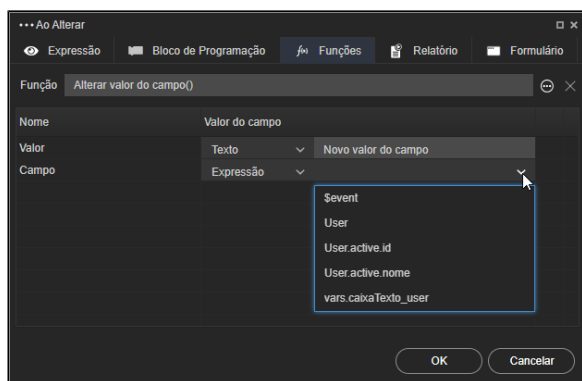 ••• Ao Alterar
Expressão Bloco de Programação f(x) Funções Relatório Formulário
Função Alterar valor do campo()
Nome Valor do campo
Valor Texto Novo valor do campo
Campo Expressão
$event
User
User.active.id
User.active.nome
vars.caixaTexto_user
OK Cancelar